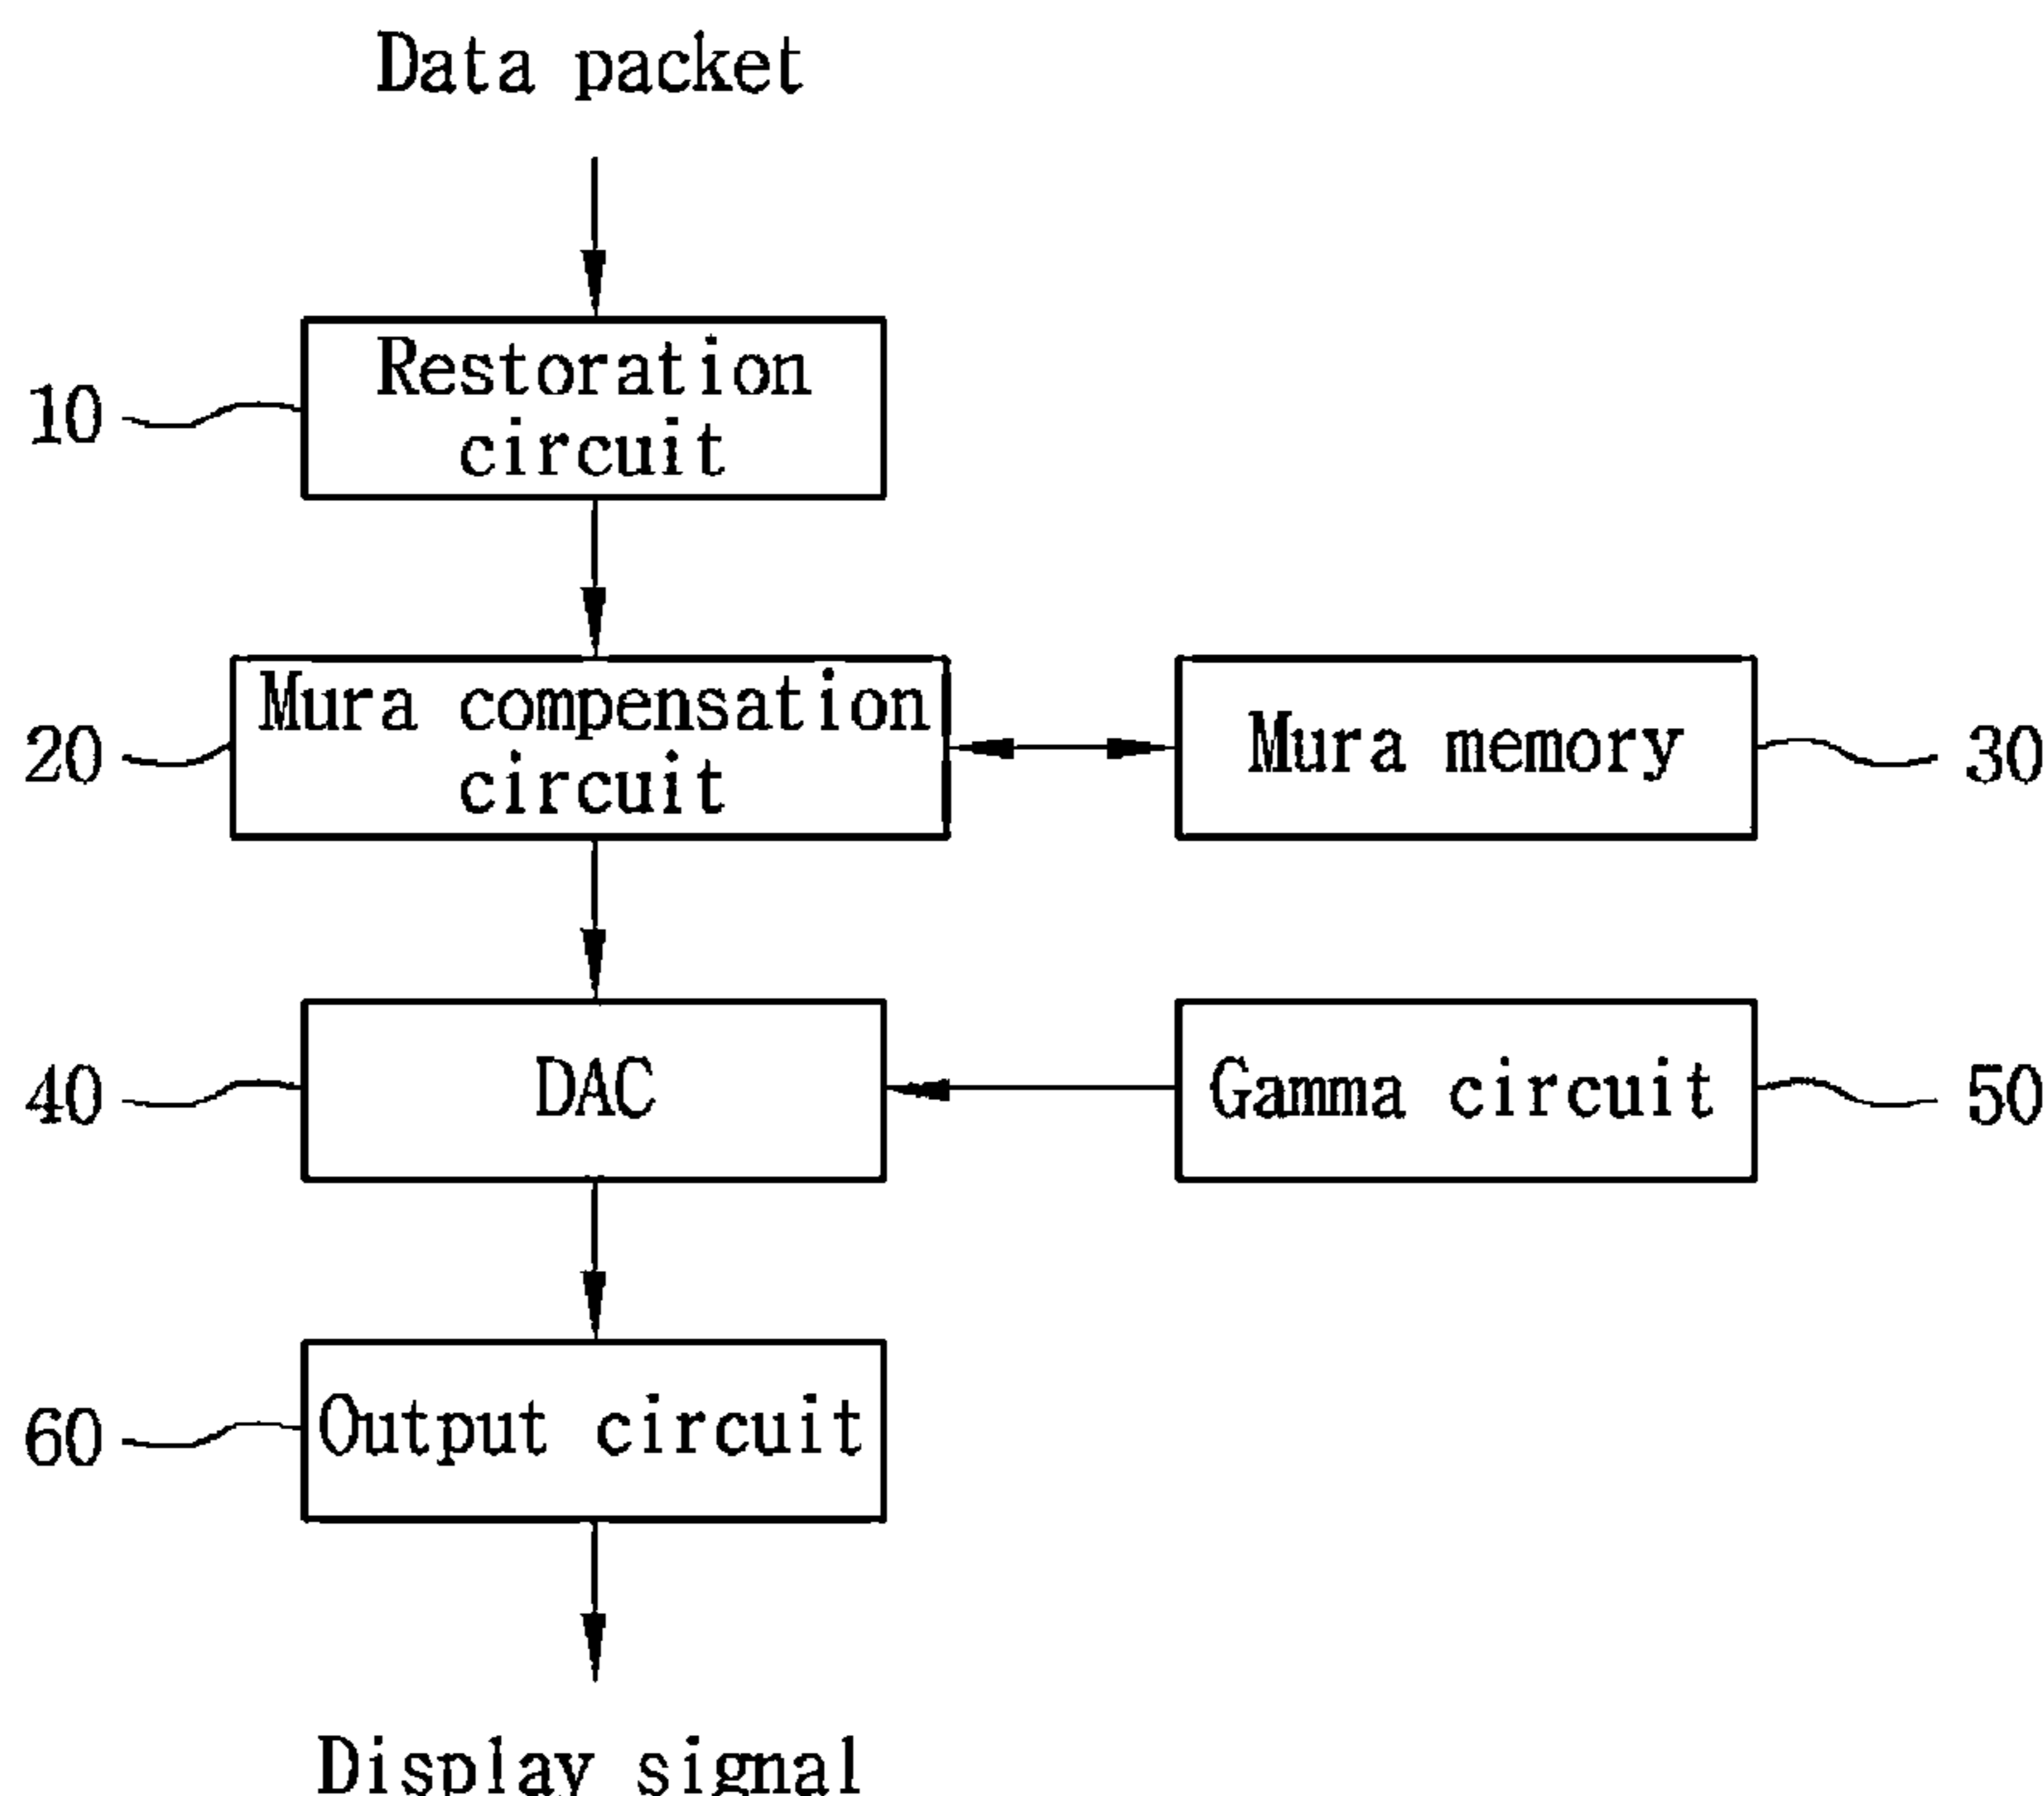 Data packet
10
Restoration
circuit
20
Mura compensation
circuit
Mura memory
30
40
DAC
Gamma circuit
50
60
Output circuit
Display signal